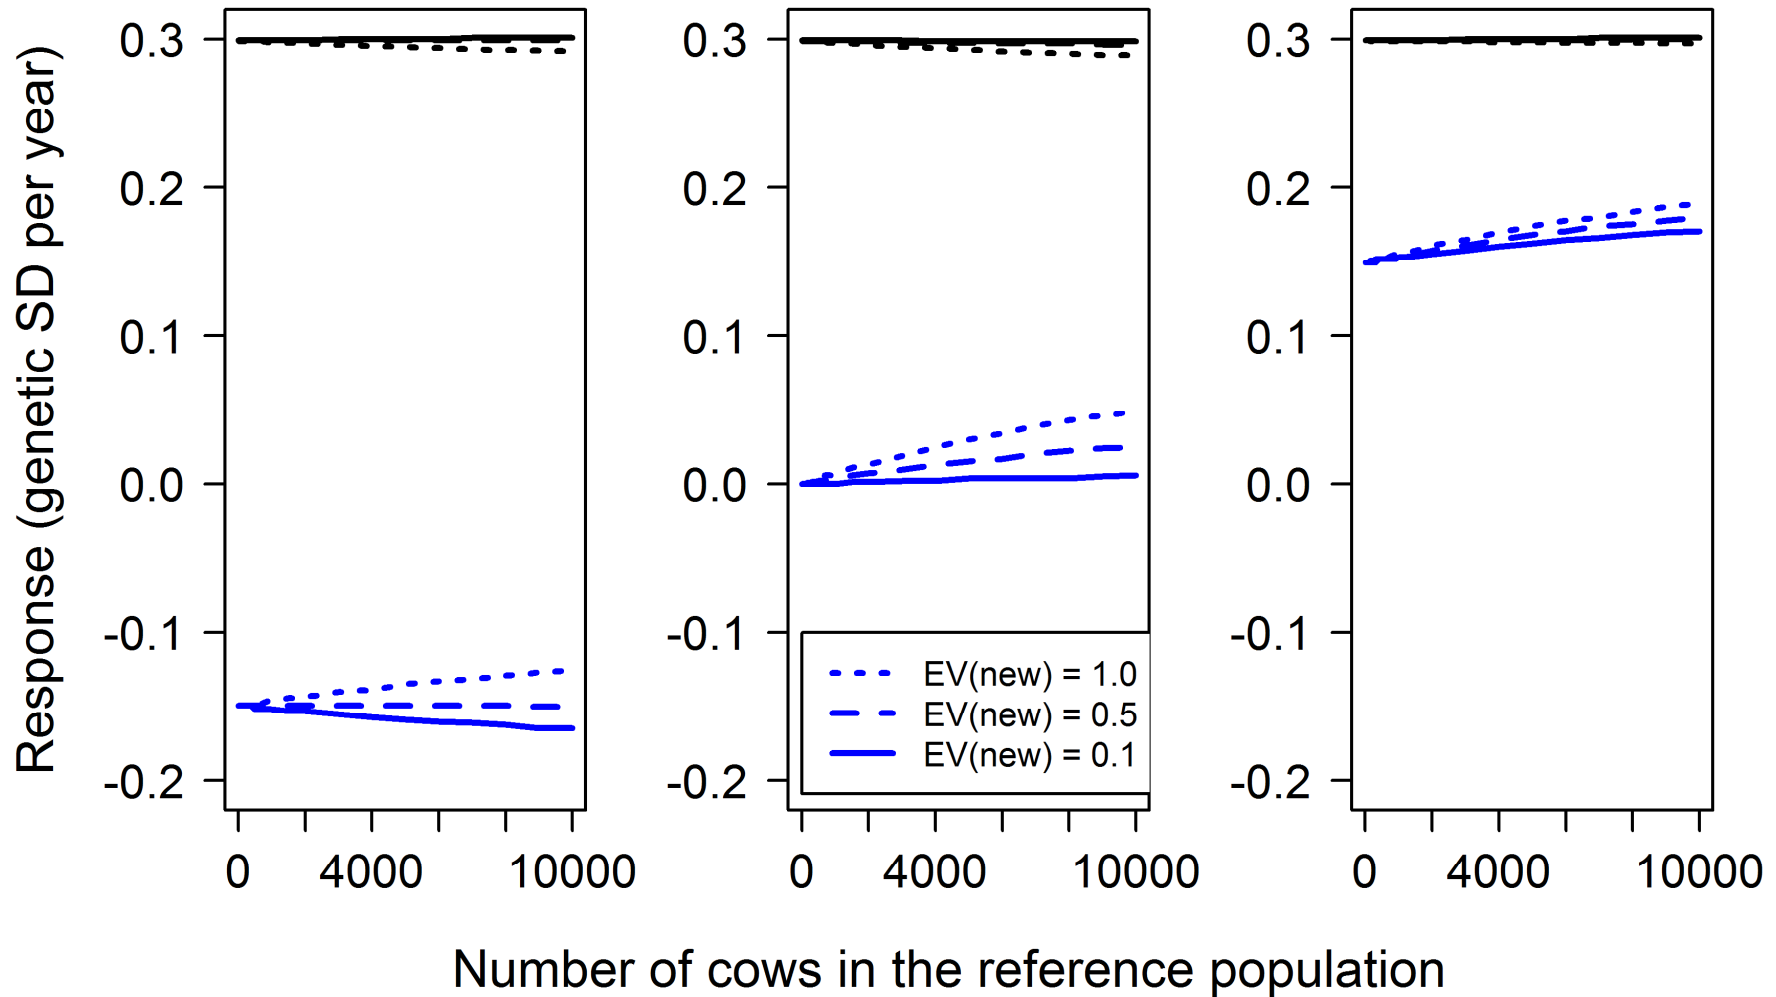 Response (genetic SD per year)
0.3 0.3 0.3
0.2 0.2 0.2
0.1 0.1 0.1
0.0 0.0 0.0
-0.1 -0.1 -0.1
EV(new) = 1.0
EV(new) = 0.5
EV(new) = 0.1
-0.2 -0.2 -0.2
0 4000 10000 0 4000 10000 0 4000 10000
Number of cows in the reference population